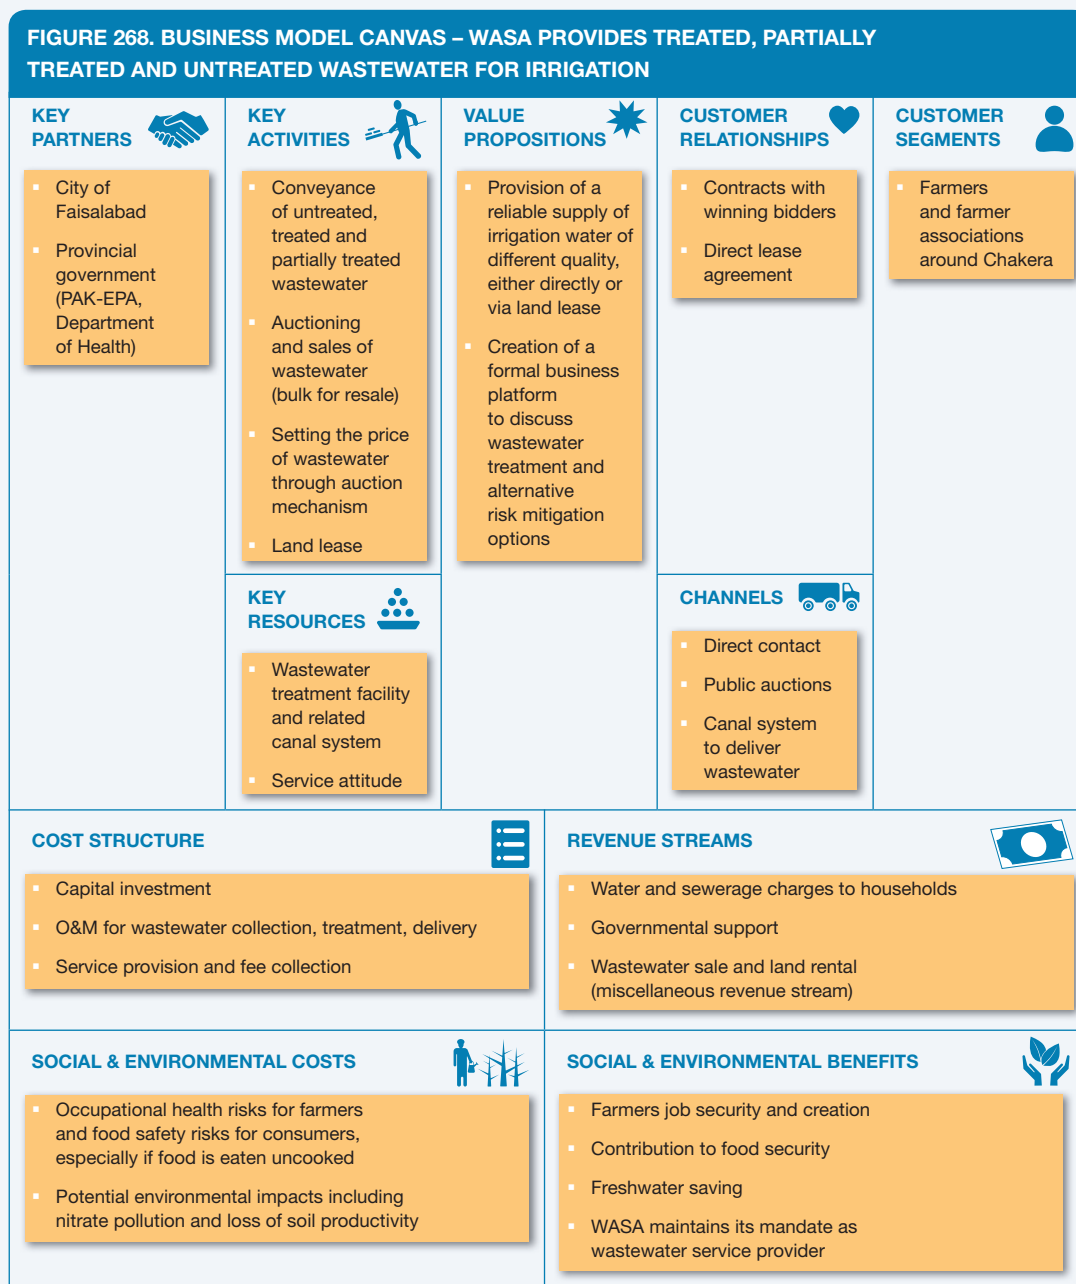 FIGURE 268. BUSINESS MODEL CANVAS – WASA PROVIDES TREATED, PARTIALLY
TREATED AND UNTREATED WASTEWATER FOR IRRIGATION
KEY
PARTNERS
▪ City of
Faisalabad
▪ Provincial
government
(PAK-EPA,
Department
of Health)
KEY
ACTIVITIES
▪ Conveyance
of untreated,
treated and
partially treated
wastewater
▪ Auctioning
and sales of
wastewater
(bulk for resale)
▪ Setting the price
of wastewater
through auction
mechanism
▪ Land lease
KEY
RESOURCES
▪ Wastewater
treatment facility
and related
canal system
▪ Service attitude
VALUE
PROPOSITIONS
▪ Provision of a
reliable supply of
irrigation water of
different quality,
either directly or
via land lease
▪ Creation of a
formal business
platform
to discuss
wastewater
treatment and
alternative
risk mitigation
options
CUSTOMER
RELATIONSHIPS
▪ Contracts with
winning bidders
▪ Direct lease
agreement
CHANNELS
▪ Direct contact
▪ Public auctions
▪ Canal system
to deliver
wastewater
CUSTOMER
SEGMENTS
▪ Farmers
and farmer
associations
around Chakera
COST STRUCTURE
▪ Capital investment
▪ O&M for wastewater collection, treatment, delivery
▪ Service provision and fee collection
REVENUE STREAMS
▪ Water and sewerage charges to households
▪ Governmental support
▪ Wastewater sale and land rental
(miscellaneous revenue stream)
SOCIAL & ENVIRONMENTAL COSTS
▪ Occupational health risks for farmers
and food safety risks for consumers,
especially if food is eaten uncooked
▪ Potential environmental impacts including
nitrate pollution and loss of soil productivity
SOCIAL & ENVIRONMENTAL BENEFITS
▪ Farmers job security and creation
▪ Contribution to food security
▪ Freshwater saving
▪ WASA maintains its mandate as
wastewater service provider